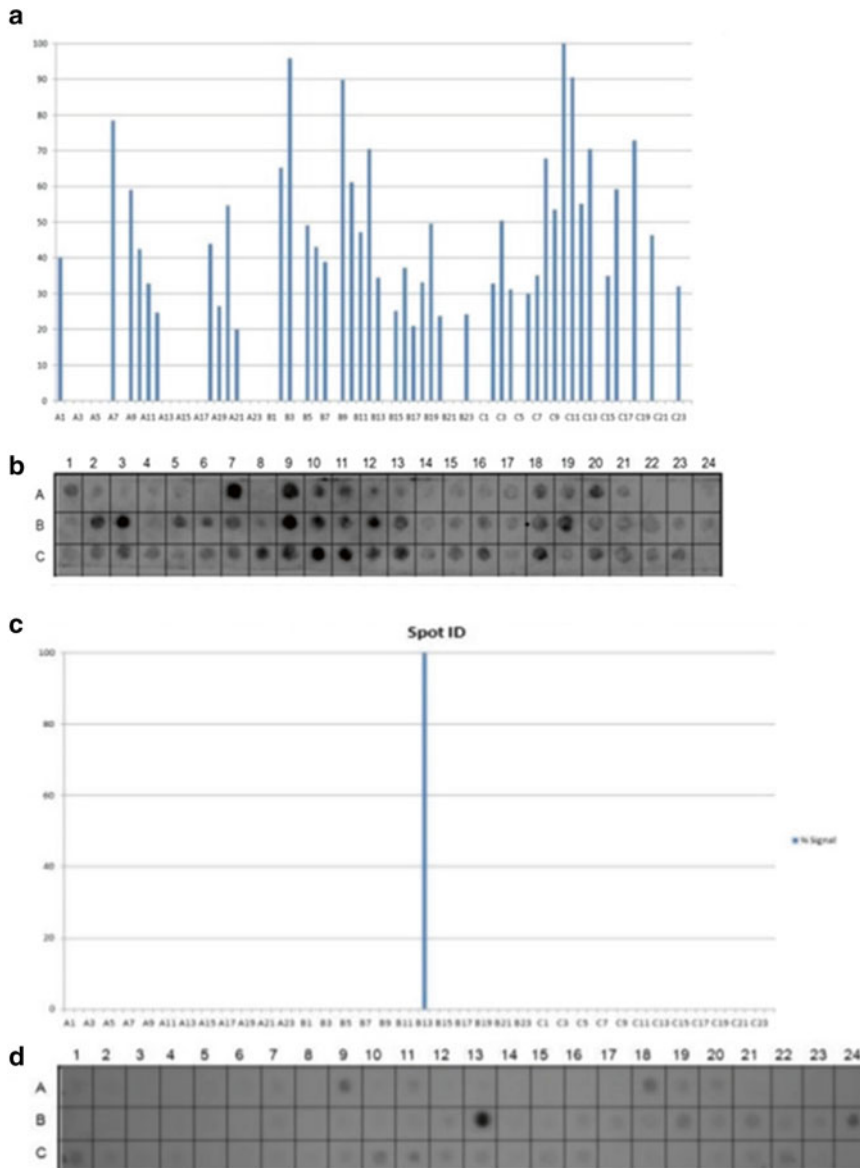 a
100
90
80
70
60
50
40
30
20
10
0
A1 A3 A5 A7 A9 A11 A13 A15 A17 A19 A21 A23 B1 B3 B5 B7 B9 B11 B13 B15 B17 B19 B21 B23 C1 C3 C5 C7 C9 C11 C13 C15 C17 C19 C21 C23
b
1 2 3 4 5 6 7 8 9 10 11 12 13 14 15 16 17 18 19 20 21 22 23 24
A
B
C
c
Spot ID
100
80
60
40
20
0
% Signal
A1 A3 A5 A7 A9 A11 A13 A15 A17 A19 A21 A23 B1 B3 B5 B7 B9 B11 B13 B15 B17 B19 B21 B23 C1 C3 C5 C7 C9 C11 C13 C15 C17 C19 C21 C23
d
1 2 3 4 5 6 7 8 9 10 11 12 13 14 15 16 17 18 19 20 21 22 23 24
A
B
C